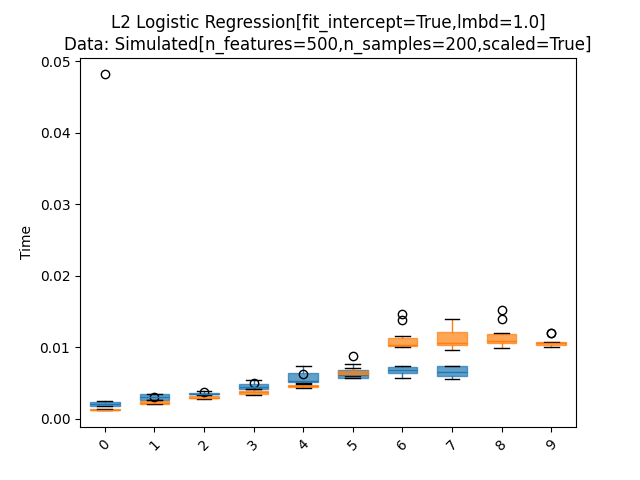 L2 Logistic Regression[fit_intercept=True,lmbd=1.0]
Data: Simulated[n_features=500,n_samples=200,scaled=True]
0.05
0.04
0.03
0.02
0.01
0.00
Time
0 1 2 3 4 5 6 7 8 9